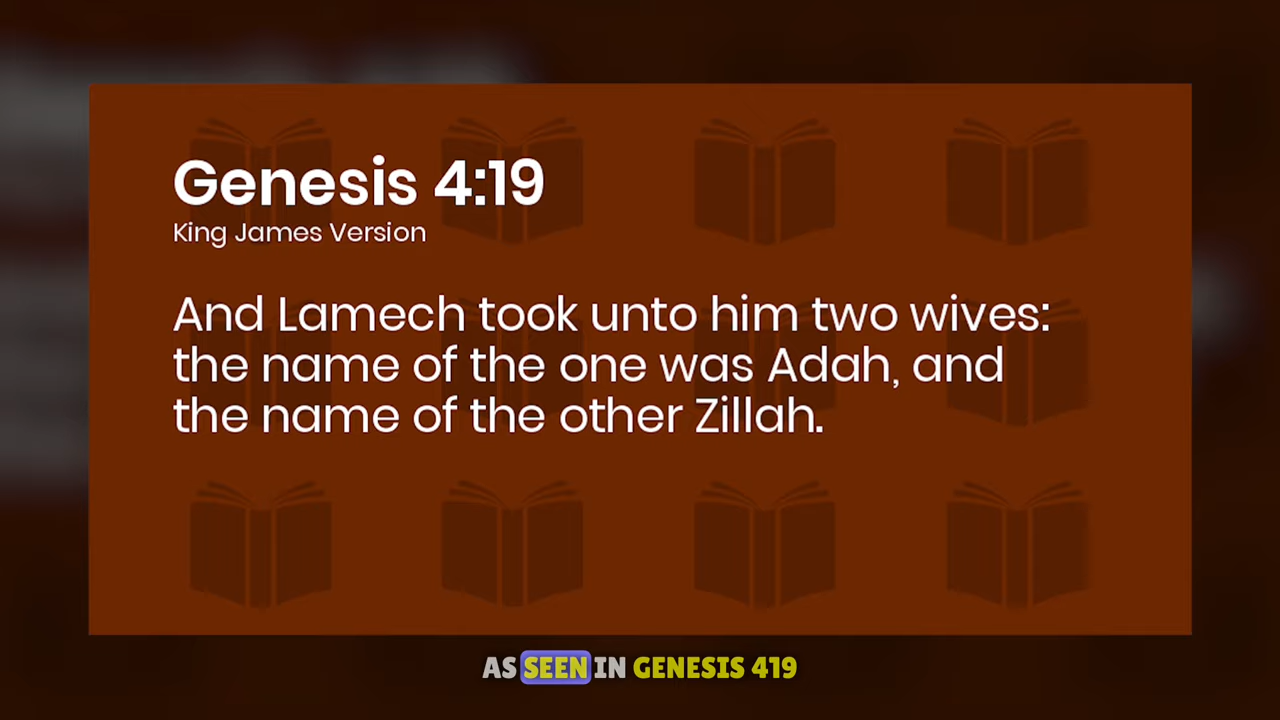 Genesis 4:19
King James Version
And Lamech took unto him two wives:
the name of the one was Adah, and
the name of the other Zillah.
AS SEEN IN GENESIS 419